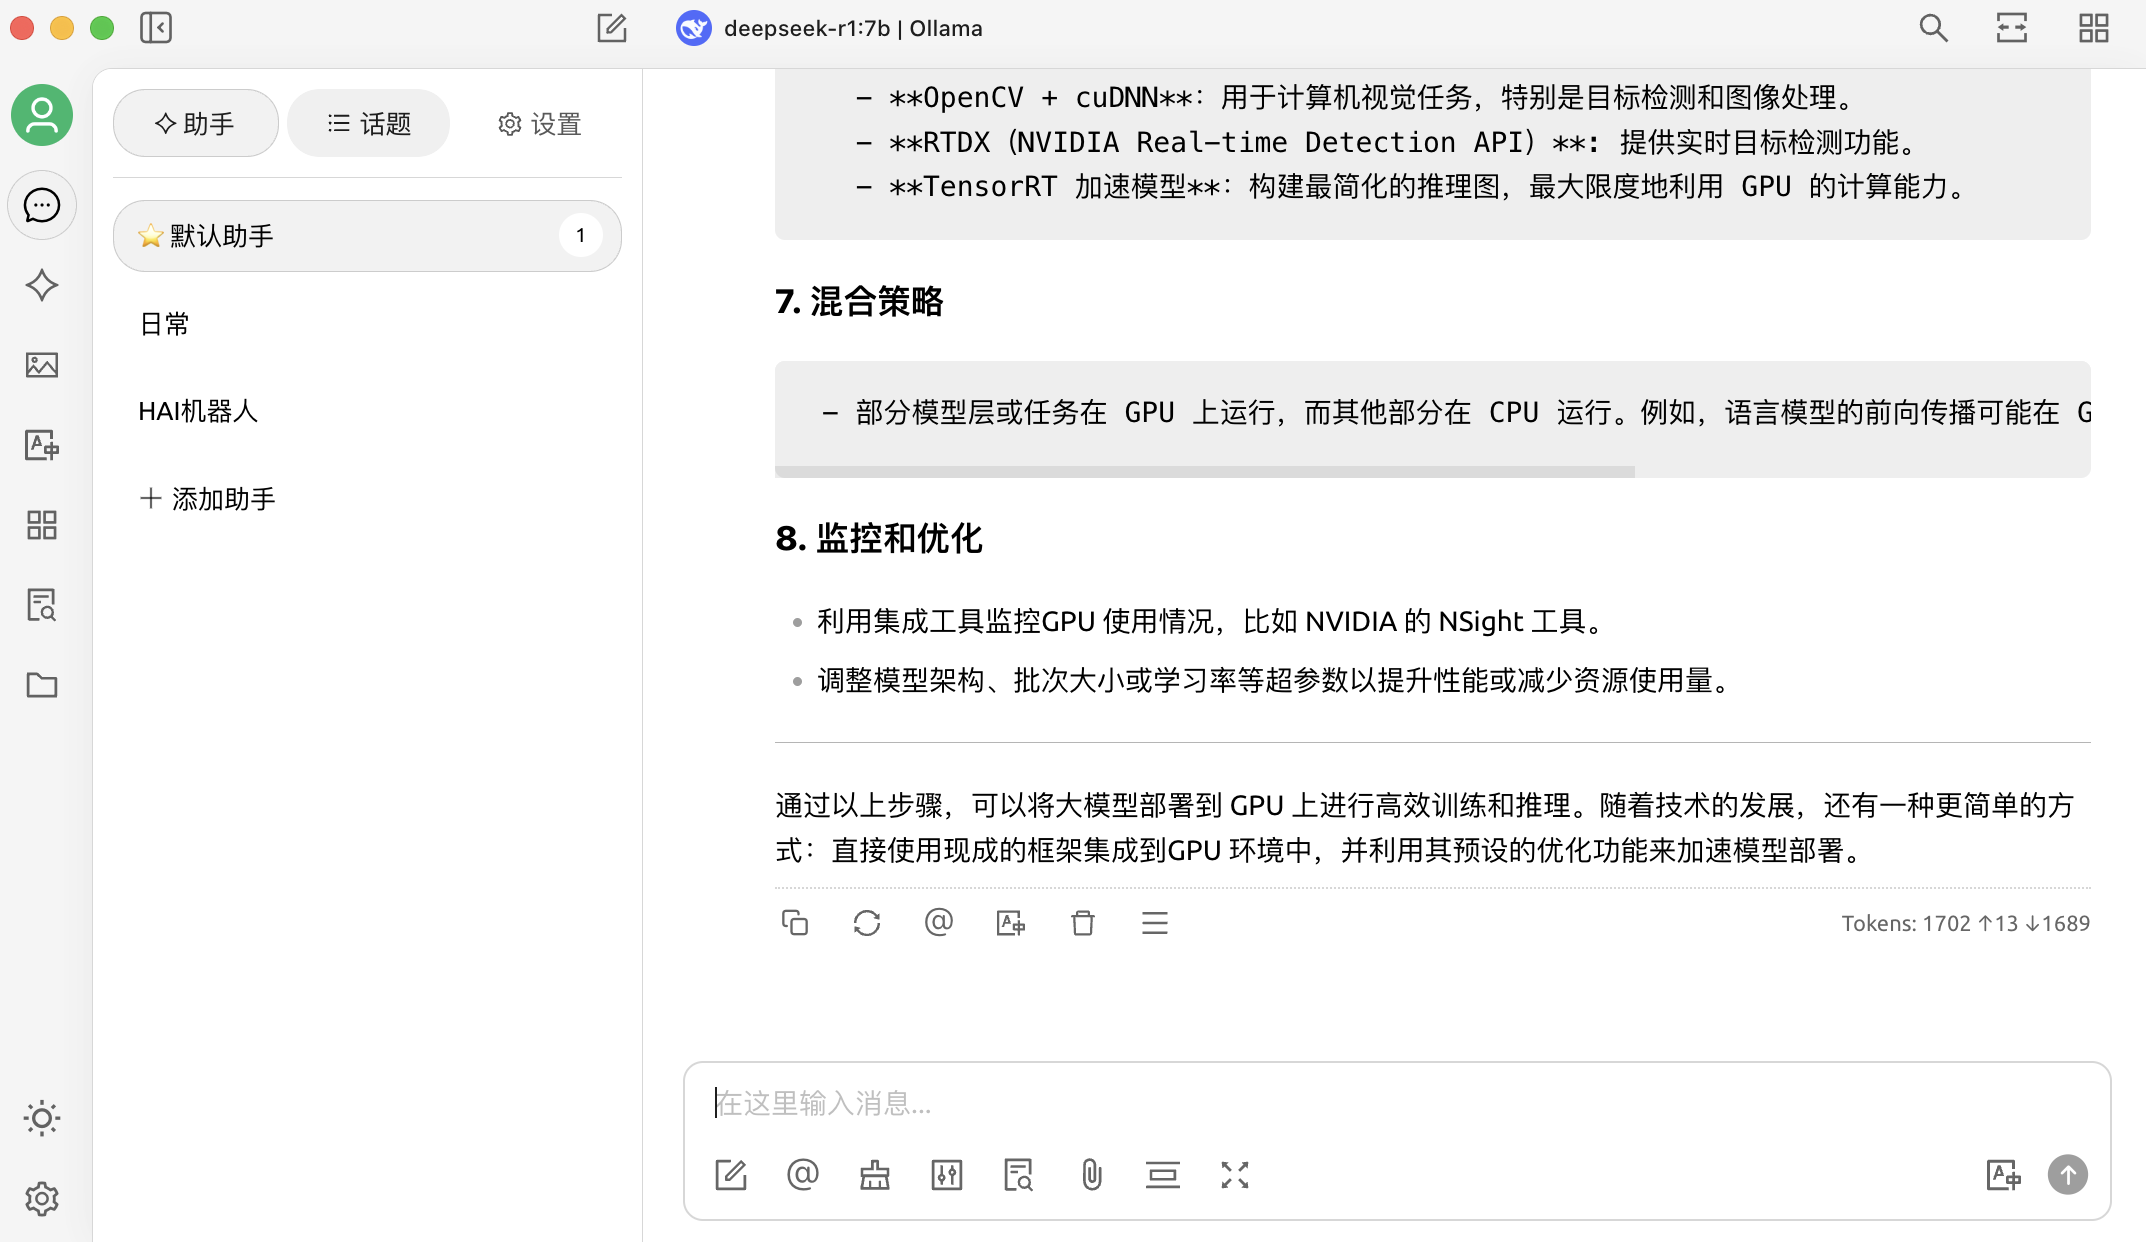 deepseek-r1:7b | Ollama
助手
话题
设置
默认助手
1
日常
HAI机器人
添加助手
- **OpenCV + cuDNN**: 用于计算机视觉任务，特别是目标检测和图像处理。
- **RTDX（NVIDIA Real-time Detection API）**: 提供实时目标检测功能。
- **TensorRT 加速模型**: 构建最简化的推理图，最大限度地利用 GPU 的计算能力。
7. 混合策略
- 部分模型层或任务在 GPU 上运行，而其他部分在 CPU 运行。例如，语言模型的前向传播可能在 G
8. 监控和优化
利用集成工具监控GPU 使用情况，比如 NVIDIA 的 NSight 工具。
调整模型架构、批次大小或学习率等超参数以提升性能或减少资源使用量。
通过以上步骤，可以将大模型部署到 GPU 上进行高效训练和推理。随着技术的发展，还有一种更简单的方
式：直接使用现成的框架集成到GPU 环境中，并利用其预设的优化功能来加速模型部署。
Tokens: 1702 ↑13 ↓1689
在这里输入消息...